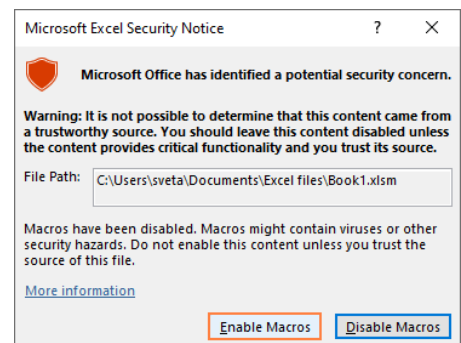 Microsoft Excel Security Notice ? ×
Microsoft Office has identified a potential security concern.
Warning: It is not possible to determine that this content came from
a trustworthy source. You should leave this content disabled unless
the content provides critical functionality and you trust its source.
File Path: C:\Users\sveta\Documents\Excel files\Book1.xlsm
Macros have been disabled. Macros might contain viruses or other
security hazards. Do not enable this content unless you trust the
source of this file.
More information
Enable Macros Disable Macros